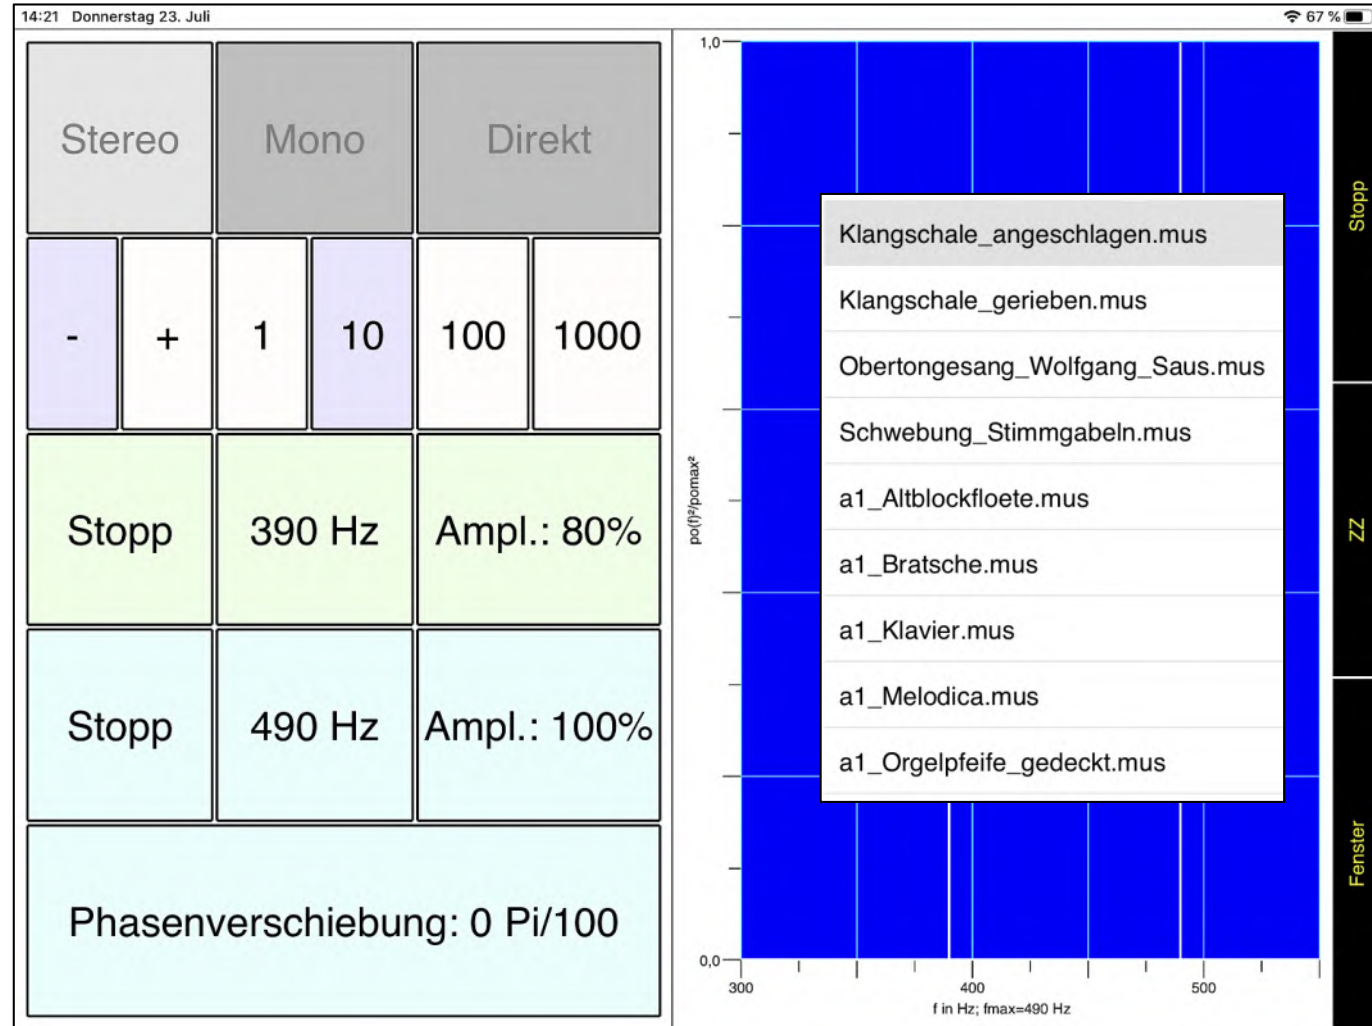 14:21 Donnerstag 23. Juli
67 %
Stereo Mono Direkt
- + 1 10 100 1000
Stopp 390 Hz Ampl.: 80%
Stopp 490 Hz Ampl.: 100%
Phasenverschiebung: 0 Pi/100
1,0
po(f)²/pomax²
0,0
300 400 500
f in Hz; fmax=490 Hz
Klangschale_angeschlagen.mus
Klangschale_gerieben.mus
Obertongesang_Wolfgang_Saus.mus
Schwebung_Stimmgabeln.mus
a1_Altblockfloete.mus
a1_Bratsche.mus
a1_Klavier.mus
a1_Melodica.mus
a1_Orgelpfeife_gedeckt.mus
Stopp
ZZ
Fenster